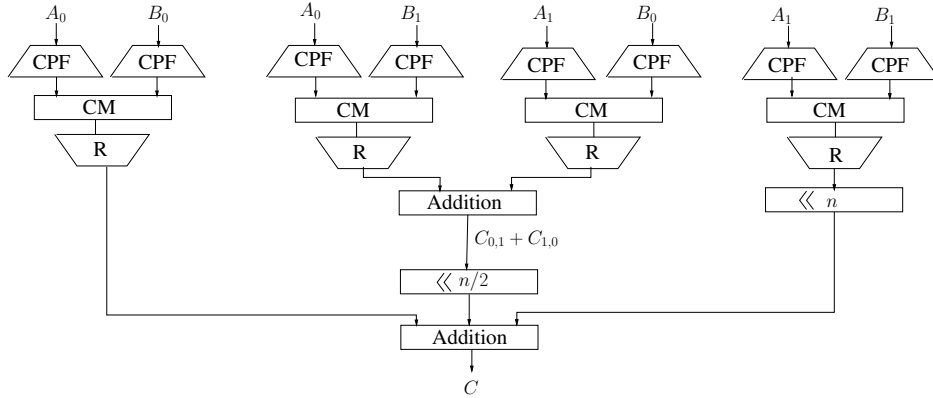 A₀ B₀ A₀ B₁ A₁ B₀ A₁ B₁
CPF CPF CPF CPF CPF CPF CPF CPF
CM CM CM CM
R R R R
Addition ≪ n
C₀,₁ + C₁,₀
≪ n/2
Addition
C